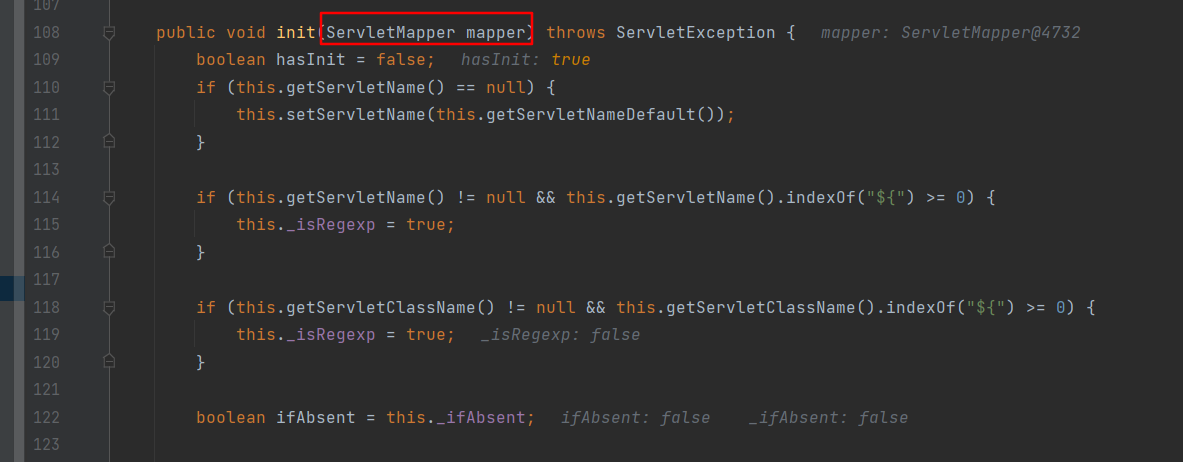 107
108 public void init(ServletMapper mapper) throws ServletException { mapper: ServletMapper@4732
109 boolean hasInit = false; hasInit: true
110 if (this.getServletName() == null) {
111 this.setServletName(this.getServletNameDefault());
112 }
113
114 if (this.getServletName() != null && this.getServletName().indexOf("${") >= 0) {
115 this._isRegexp = true;
116 }
117
118 if (this.getServletClassName() != null && this.getServletClassName().indexOf("${") >= 0) {
119 this._isRegexp = true; _isRegexp: false
120 }
121
122 boolean ifAbsent = this._ifAbsent; ifAbsent: false _ifAbsent: false
123